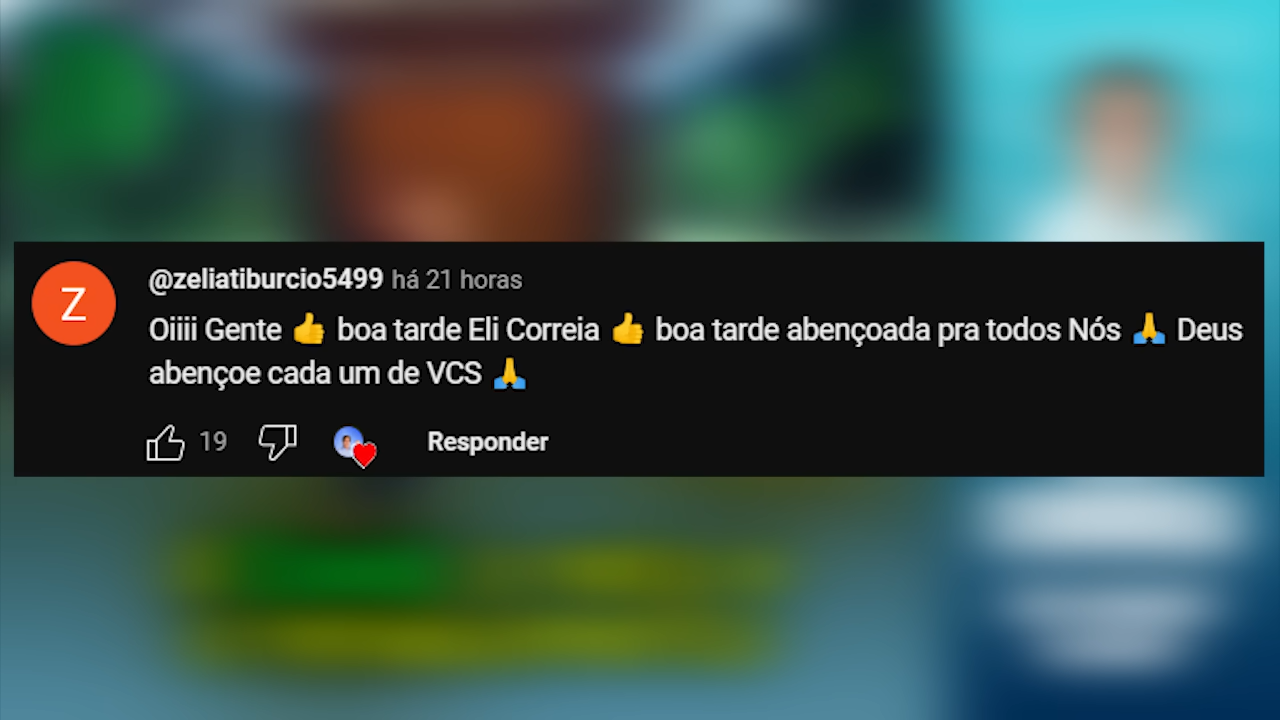 Z
@zeliatiburcio5499 há 21 horas
Oiiii Gente 👍 boa tarde Eli Correia 👍 boa tarde abençoada pra todos Nós 🙏 Deus
abençoe cada um de VCS 🙏
19 Responder